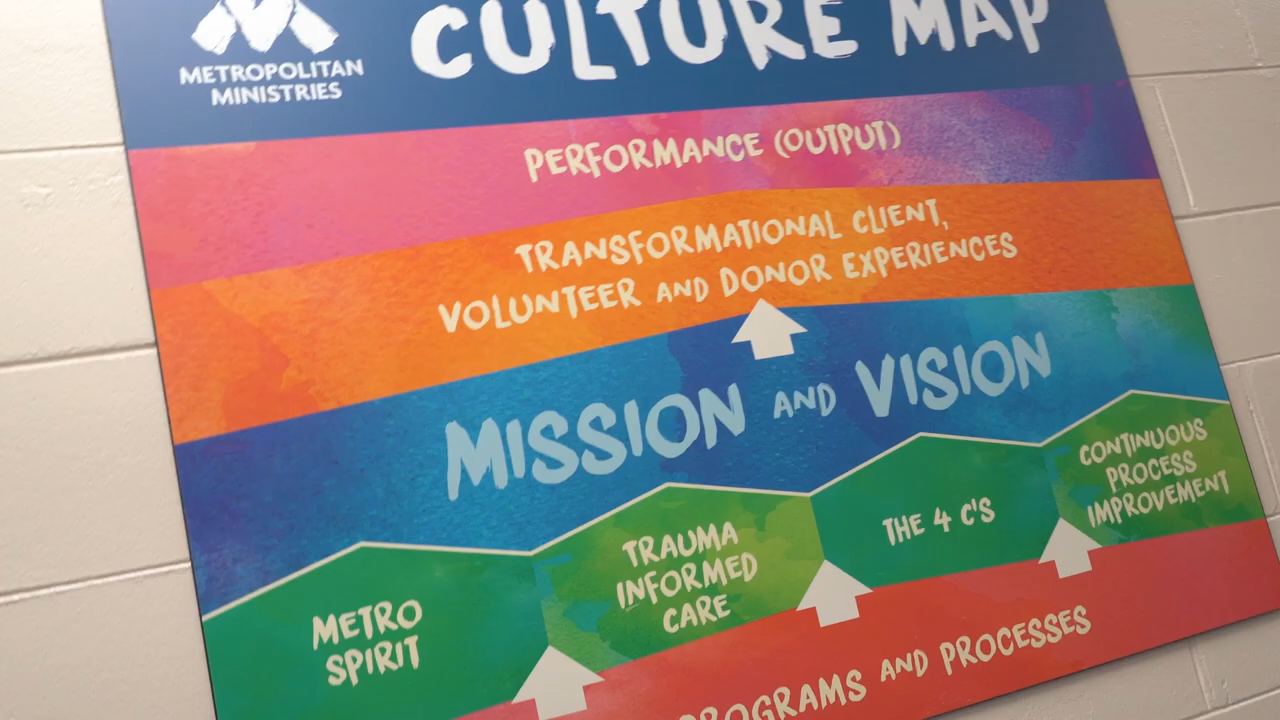 METROPOLITAN
MINISTRIES
CULTURE MAP
PERFORMANCE (OUTPUT)
TRANSFORMATIONAL CLIENT,
VOLUNTEER AND DONOR EXPERIENCES
MISSION AND VISION
METRO
SPIRIT
TRAUMA
INFORMED
CARE
THE 4 C'S
CONTINUOUS
PROCESS
IMPROVEMENT
PROGRAMS AND PROCESSES